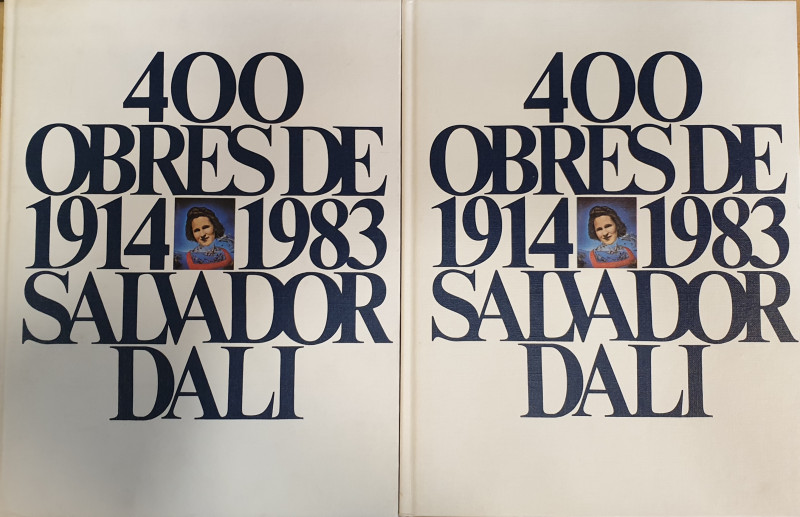 400
OBRES DE
1914 1983
SALVADOR
DALI
400
OBRES DE
1914 1983
SALVADOR
DALI